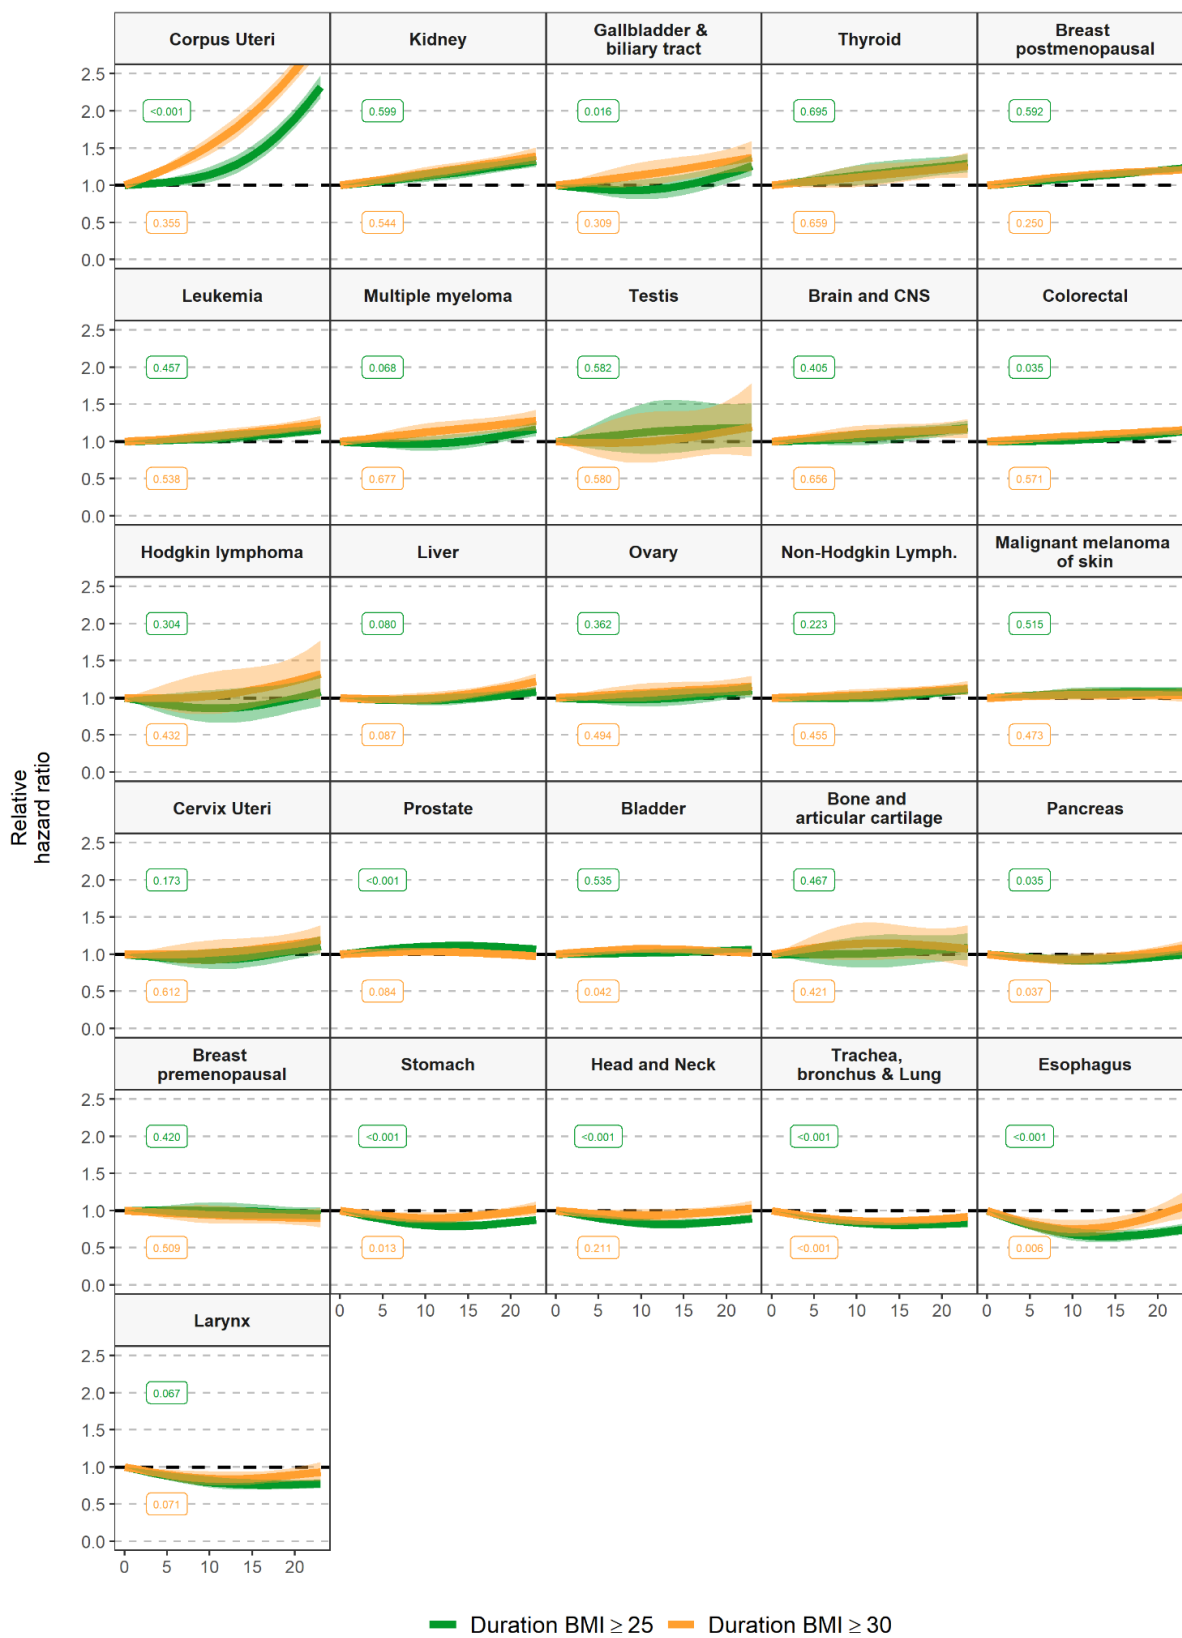 Corpus Uteri
Kidney
Gallbladder &
biliary tract
Thyroid
Breast
postmenopausal
2.5
2.0
1.5
1.0
0.5
0.0
<0.001
0.599
0.016
0.695
0.592
0.355
0.544
0.309
0.659
0.250
Leukemia
Multiple myeloma
Testis
Brain and CNS
Colorectal
2.5
2.0
1.5
1.0
0.5
0.0
0.457
0.068
0.582
0.405
0.035
0.538
0.677
0.580
0.656
0.571
Hodgkin lymphoma
Liver
Ovary
Non-Hodgkin Lymph.
Malignant melanoma
of skin
2.5
2.0
1.5
1.0
0.5
0.0
0.304
0.080
0.362
0.223
0.515
0.432
0.087
0.494
0.455
0.473
Relative
hazard ratio
Cervix Uteri
Prostate
Bladder
Bone and
articular cartilage
Pancreas
2.5
2.0
1.5
1.0
0.5
0.0
0.173
<0.001
0.535
0.467
0.035
0.612
0.084
0.042
0.421
0.037
Breast
premenopausal
Stomach
Head and Neck
Trachea,
bronchus & Lung
Esophagus
2.5
2.0
1.5
1.0
0.5
0.0
0.420
<0.001
<0.001
<0.001
<0.001
0.509
0.013
0.211
<0.001
0.006
0 5 10 15 20
0 5 10 15 20
0 5 10 15 20
0 5 10 15 20
Larynx
2.5
2.0
1.5
1.0
0.5
0.0
0.067
0.071
0 5 10 15 20
Duration BMI ≥ 25 Duration BMI ≥ 30